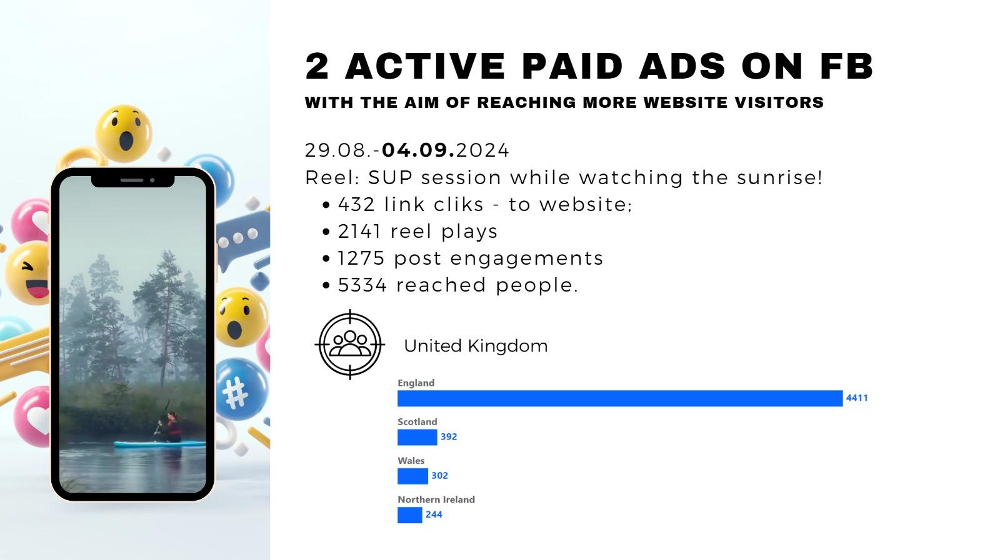 2 ACTIVE PAID ADS ON FB
WITH THE AIM OF REACHING MORE WEBSITE VISITORS
29.08.-04.09.2024
Reel: SUP session while watching the sunrise!
• 432 link cliks - to website;
• 2141 reel plays
• 1275 post engagements
• 5334 reached people.
United Kingdom
England
4411
Scotland
392
Wales
302
Northern Ireland
244
#